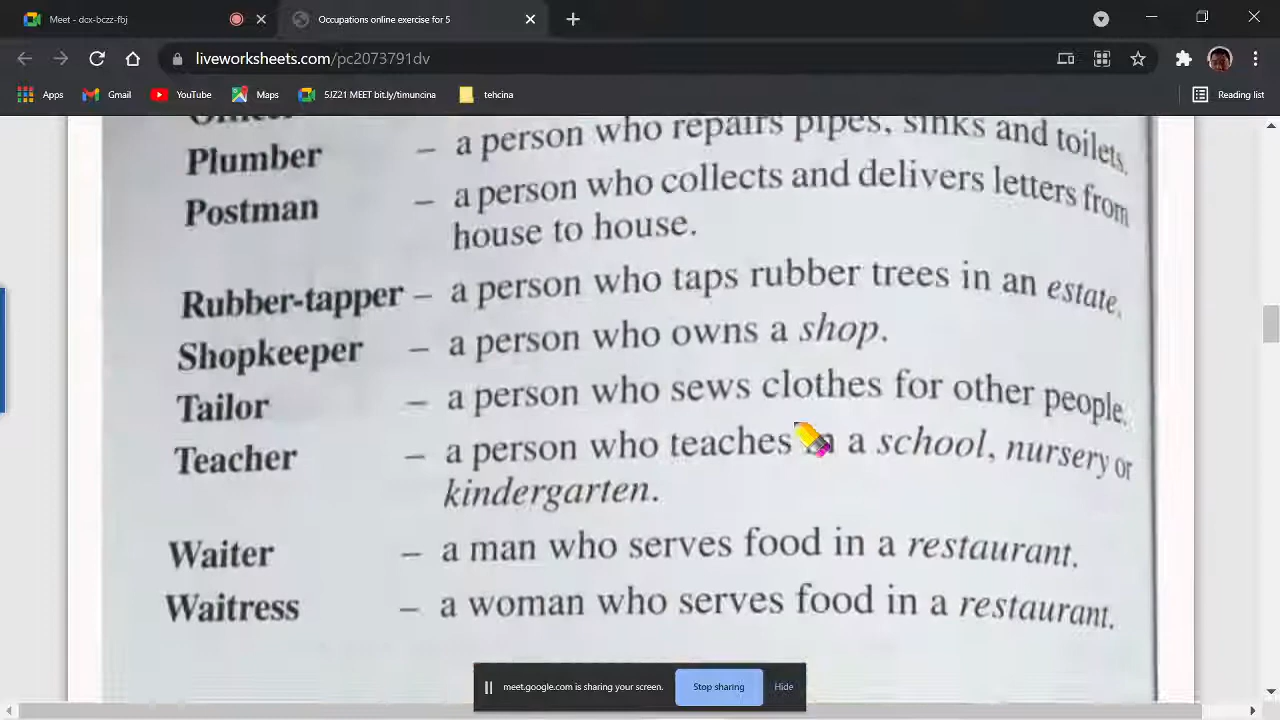 Meet - dcx-bczz-fbj
Occupations online exercise for 5
liveworksheets.com/pc2073791dv
Apps
Gmail
YouTube
Maps
5JZ21 MEET bit.ly/timuncina
tehcina
Reading list
Plumber – a person who repairs pipes, sinks and toilets.
Postman – a person who collects and delivers letters from
house to house.
Rubber-tapper – a person who taps rubber trees in an estate.
Shopkeeper – a person who owns a shop.
Tailor – a person who sews clothes for other people.
Teacher – a person who teaches in a school, nursery or
kindergarten.
Waiter – a man who serves food in a restaurant.
Waitress – a woman who serves food in a restaurant.
meet.google.com is sharing your screen.
Stop sharing
Hide